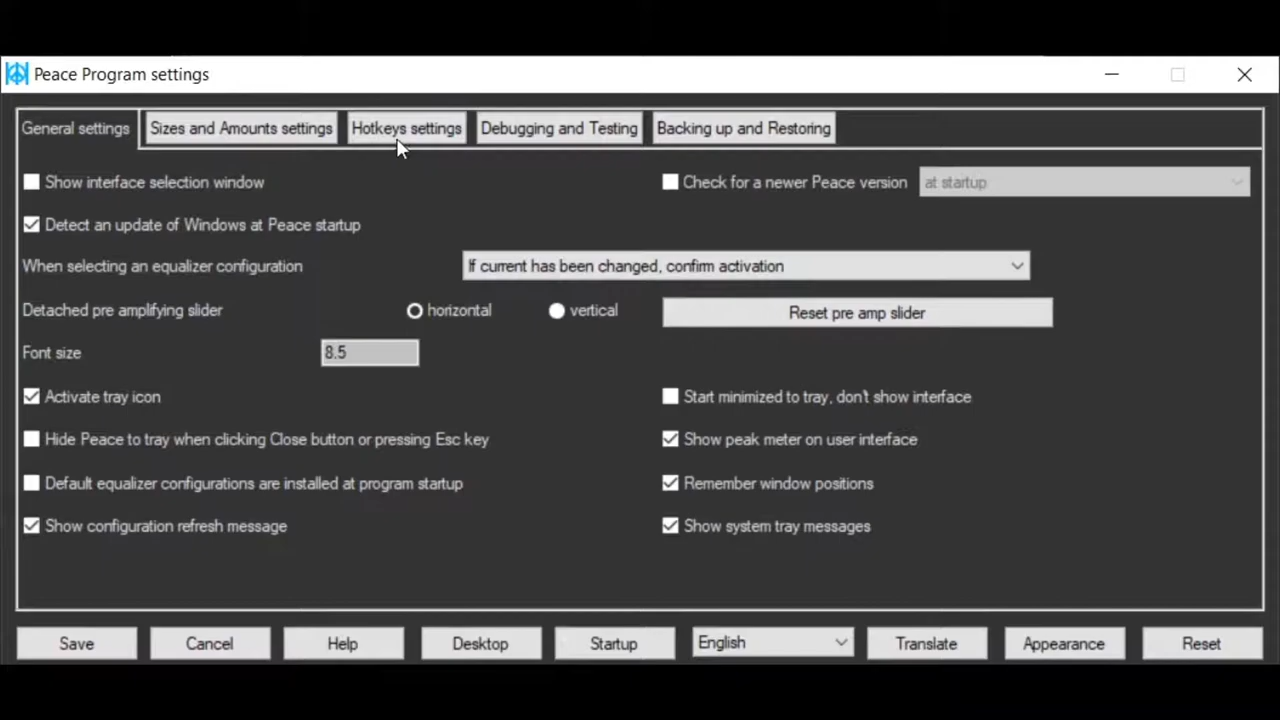 Peace Program settings
General settings
Sizes and Amounts settings
Hotkeys settings
Debugging and Testing
Backing up and Restoring
Show interface selection window
Check for a newer Peace version
at startup
Detect an update of Windows at Peace startup
When selecting an equalizer configuration
If current has been changed, confirm activation
Detached pre amplifying slider
horizontal
vertical
Reset pre amp slider
Font size
8.5
Activate tray icon
Start minimized to tray, don't show interface
Hide Peace to tray when clicking Close button or pressing Esc key
Show peak meter on user interface
Default equalizer configurations are installed at program startup
Remember window positions
Show configuration refresh message
Show system tray messages
Save
Cancel
Help
Desktop
Startup
English
Translate
Appearance
Reset